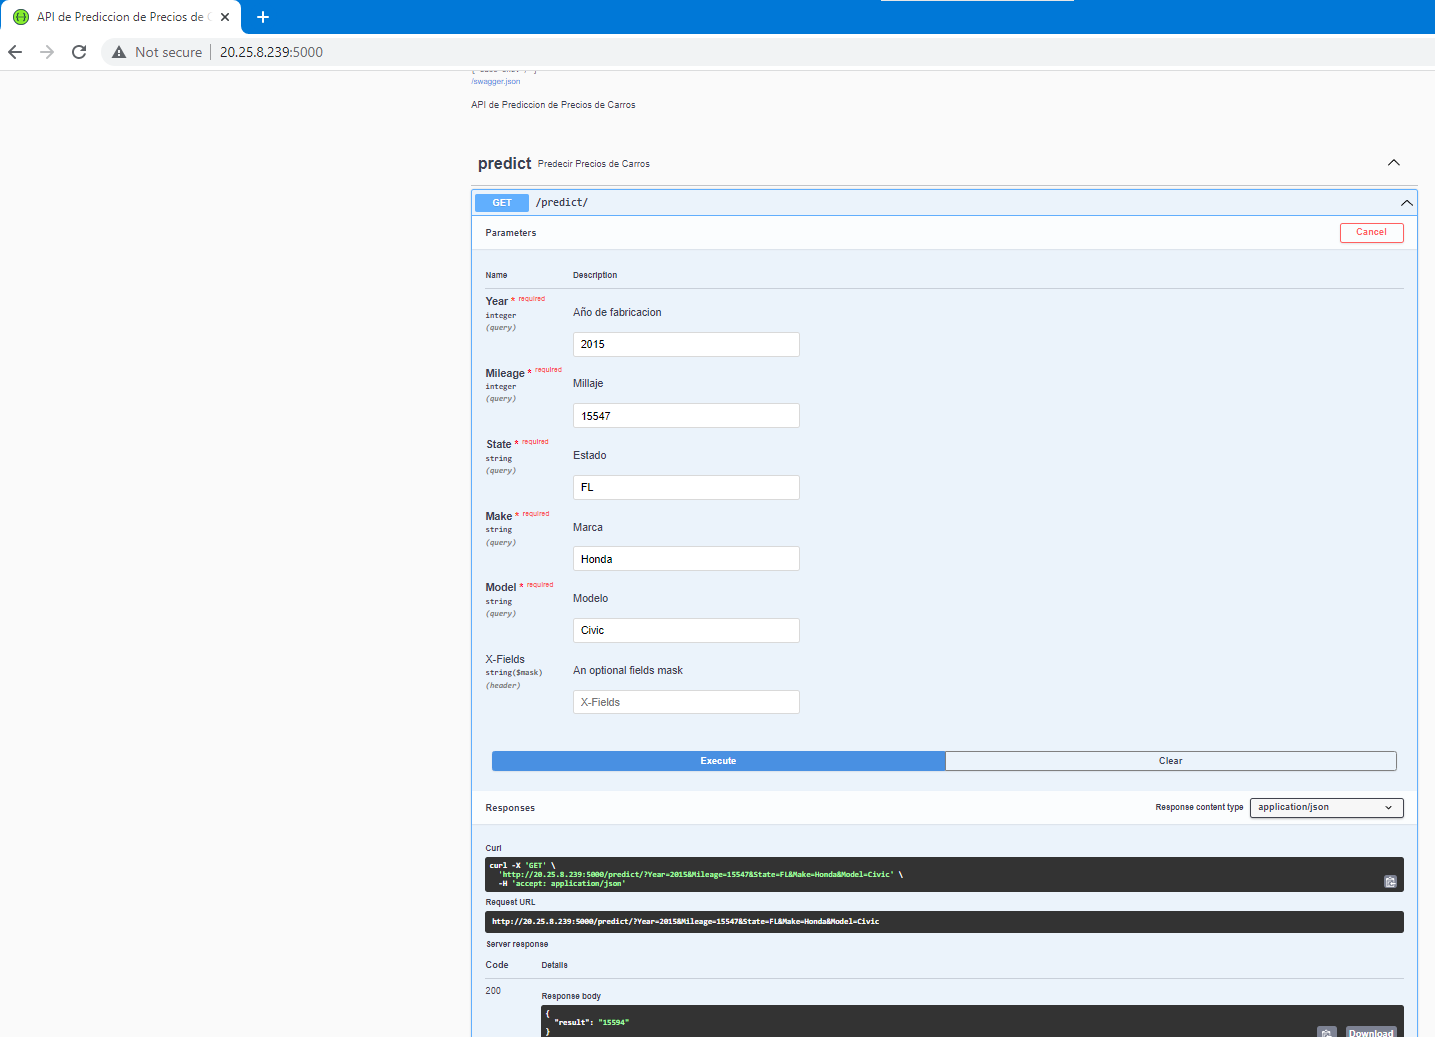 API de Prediccion de Precios de C
Not secure
20.25.8.239:5000
/swagger.json
API de Prediccion de Precios de Carros
predict Predecir Precios de Carros
GET /predict/
Parameters
Cancel
Name Description
Year * required
integer
(query)
Año de fabricacion
2015
Mileage * required
integer
(query)
Millaje
15547
State * required
string
(query)
Estado
FL
Make * required
string
(query)
Marca
Honda
Model * required
string
(query)
Modelo
Civic
X-Fields
string($mask)
(header)
An optional fields mask
X-Fields
Execute
Clear
Responses
Response content type
application/json
Curl
curl -X 'GET' \
'http://20.25.8.239:5000/predict/?Year=2015&Mileage=15547&State=FL&Make=Honda&Model=Civic' \
-H 'accept: application/json'
Request URL
http://20.25.8.239:5000/predict/?Year=2015&Mileage=15547&State=FL&Make=Honda&Model=Civic
Server response
Code Details
200
Response body
{
"result": "15594"
}
Download